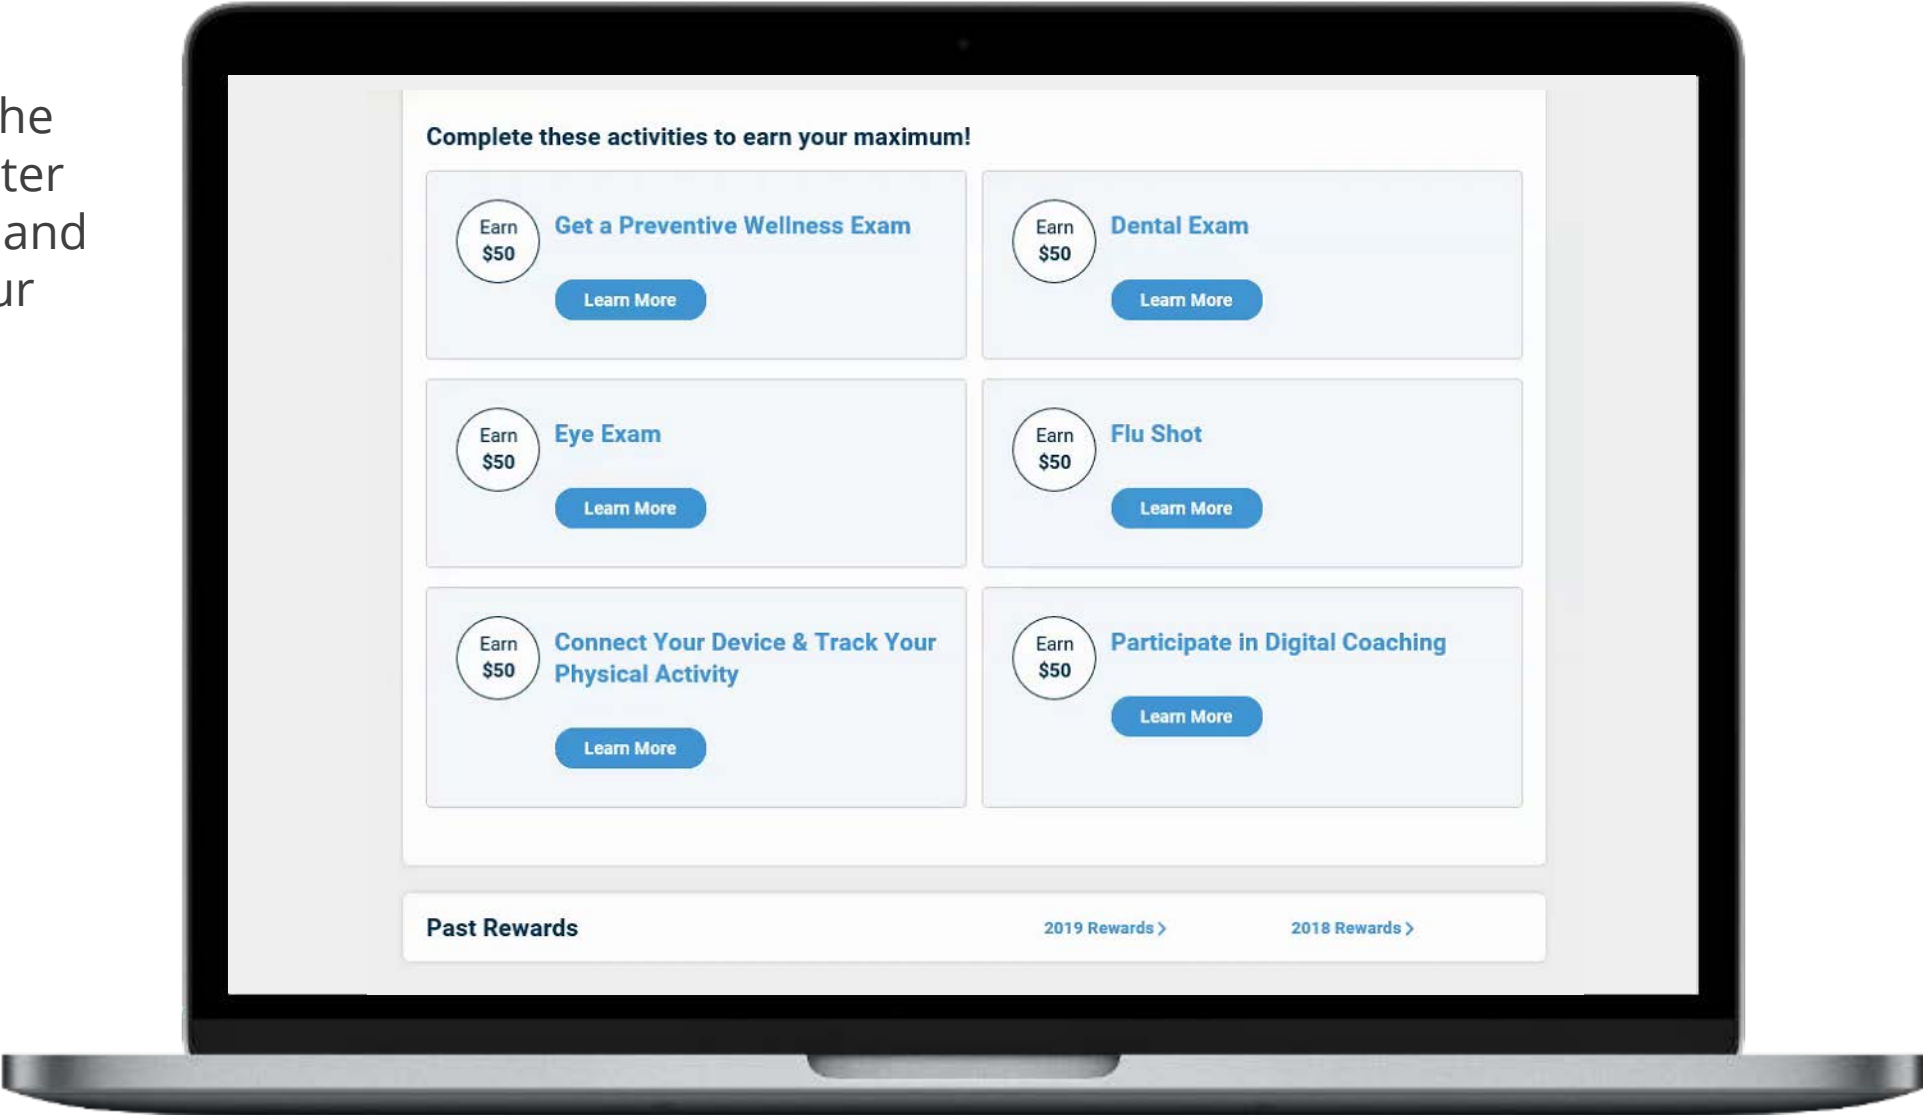 he
ter
and
ur
Complete these activities to earn your maximum!
Earn
$50
Get a Preventive Wellness Exam
Learn More
Earn
$50
Dental Exam
Learn More
Earn
$50
Eye Exam
Learn More
Earn
$50
Flu Shot
Learn More
Earn
$50
Connect Your Device & Track Your
Physical Activity
Learn More
Earn
$50
Participate in Digital Coaching
Learn More
Past Rewards
2019 Rewards >
2018 Rewards >